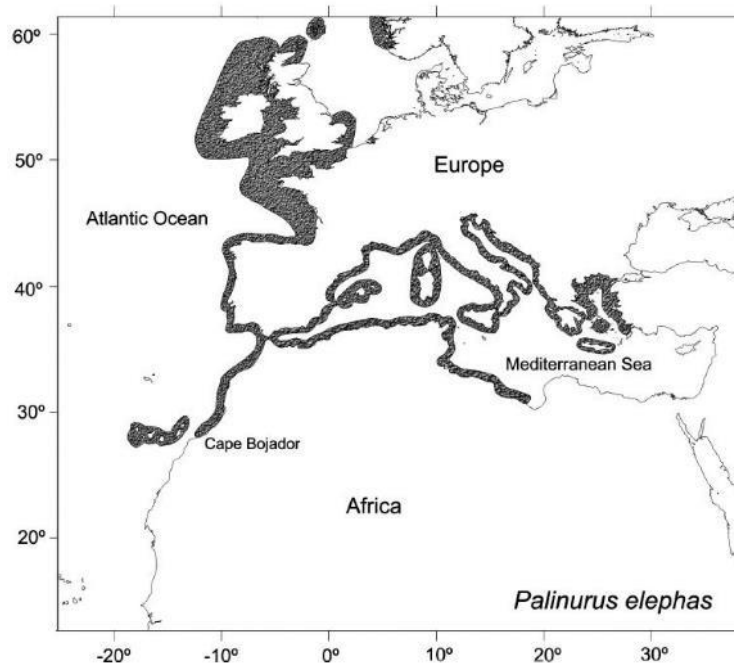 60º
50º
Europe
Atlantic Ocean
40º
Mediterranean Sea
30º
Cape Bojador
Africa
20º
Palinurus elephas
-20º -10º 0º 10º 20º 30º